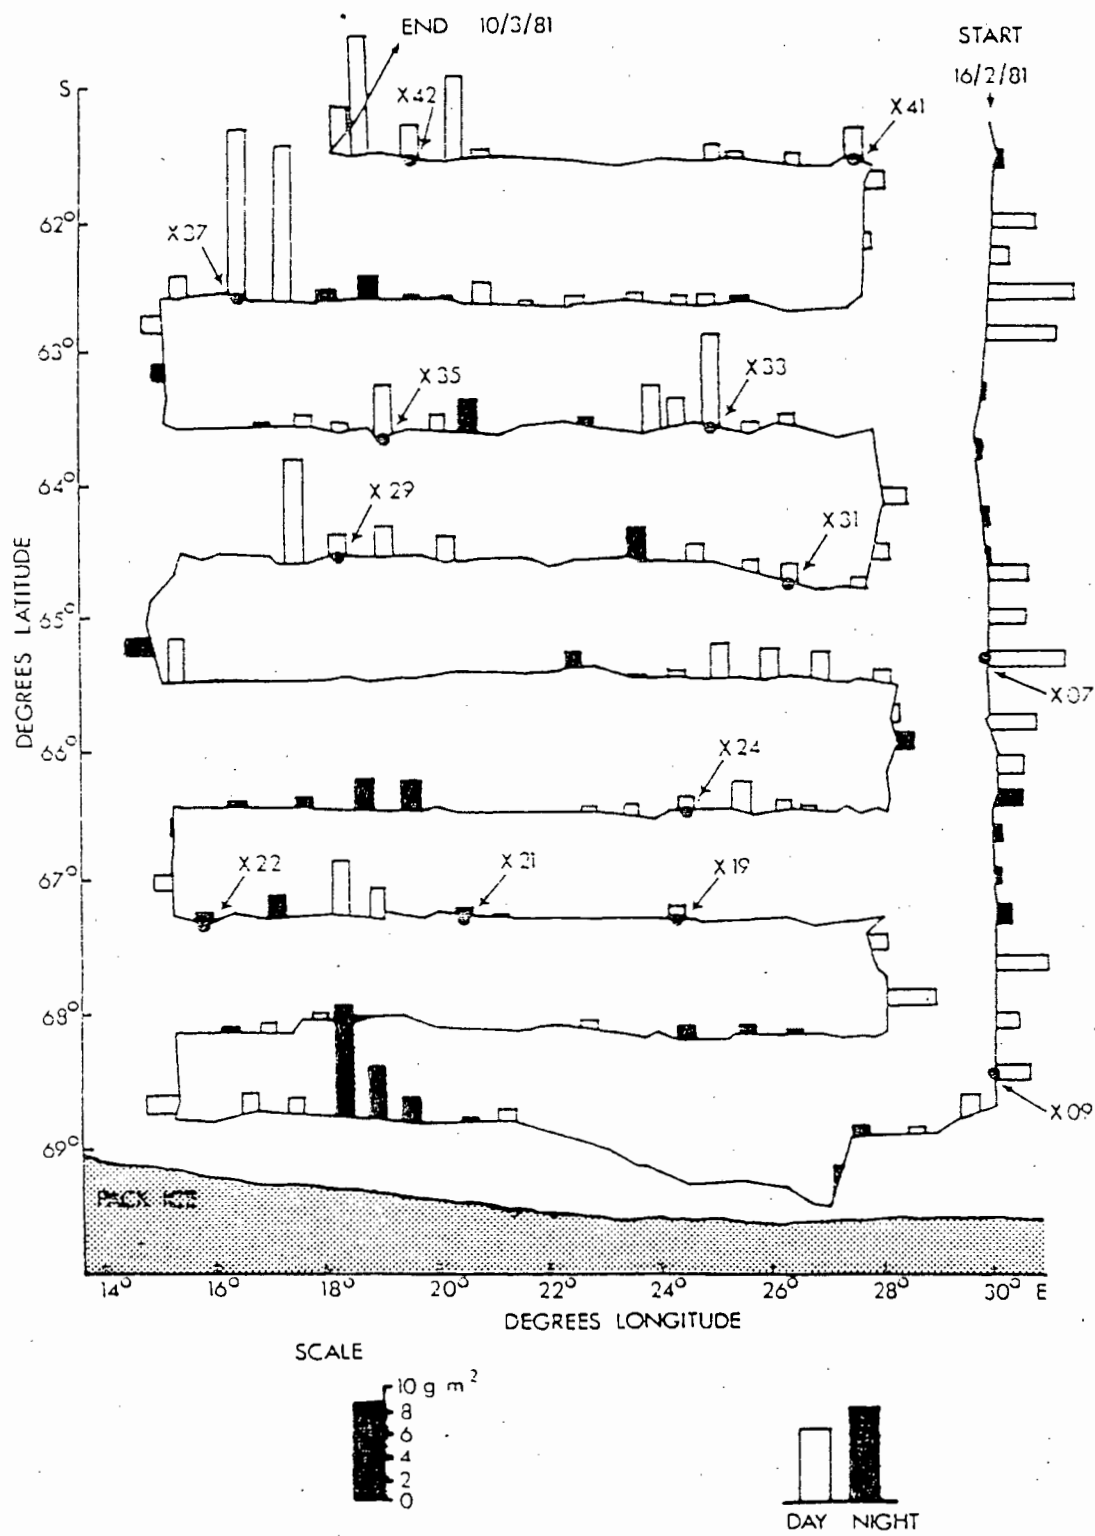 END 10/3/81
START
16/2/81
S
X42
X41
62°
X37
63°
X35
X33
64°
X29
X31
65°
X07
66°
X24
67°
X22
X21
X19
68°
X09
69°
PACK ICE
14° 16° 18° 20° 22° 24° 26° 28° 30° E
DEGREES LATITUDE
DEGREES LONGITUDE
SCALE
10 g m²
8
6
4
2
0
DAY NIGHT